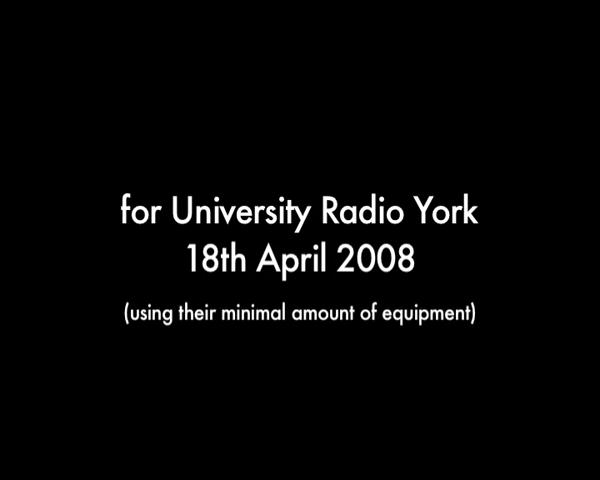 for University Radio York
18th April 2008
(using their minimal amount of equipment)